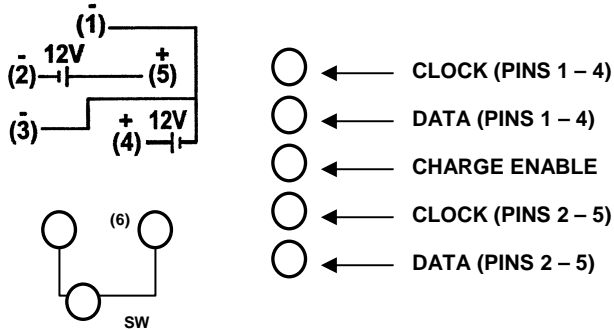 -
(1)
- 12V +
(2) (5)
-
(3)
+ 12V
(4)
(6)
SW
CLOCK (PINS 1 – 4)
DATA (PINS 1 – 4)
CHARGE ENABLE
CLOCK (PINS 2 – 5)
DATA (PINS 2 – 5)